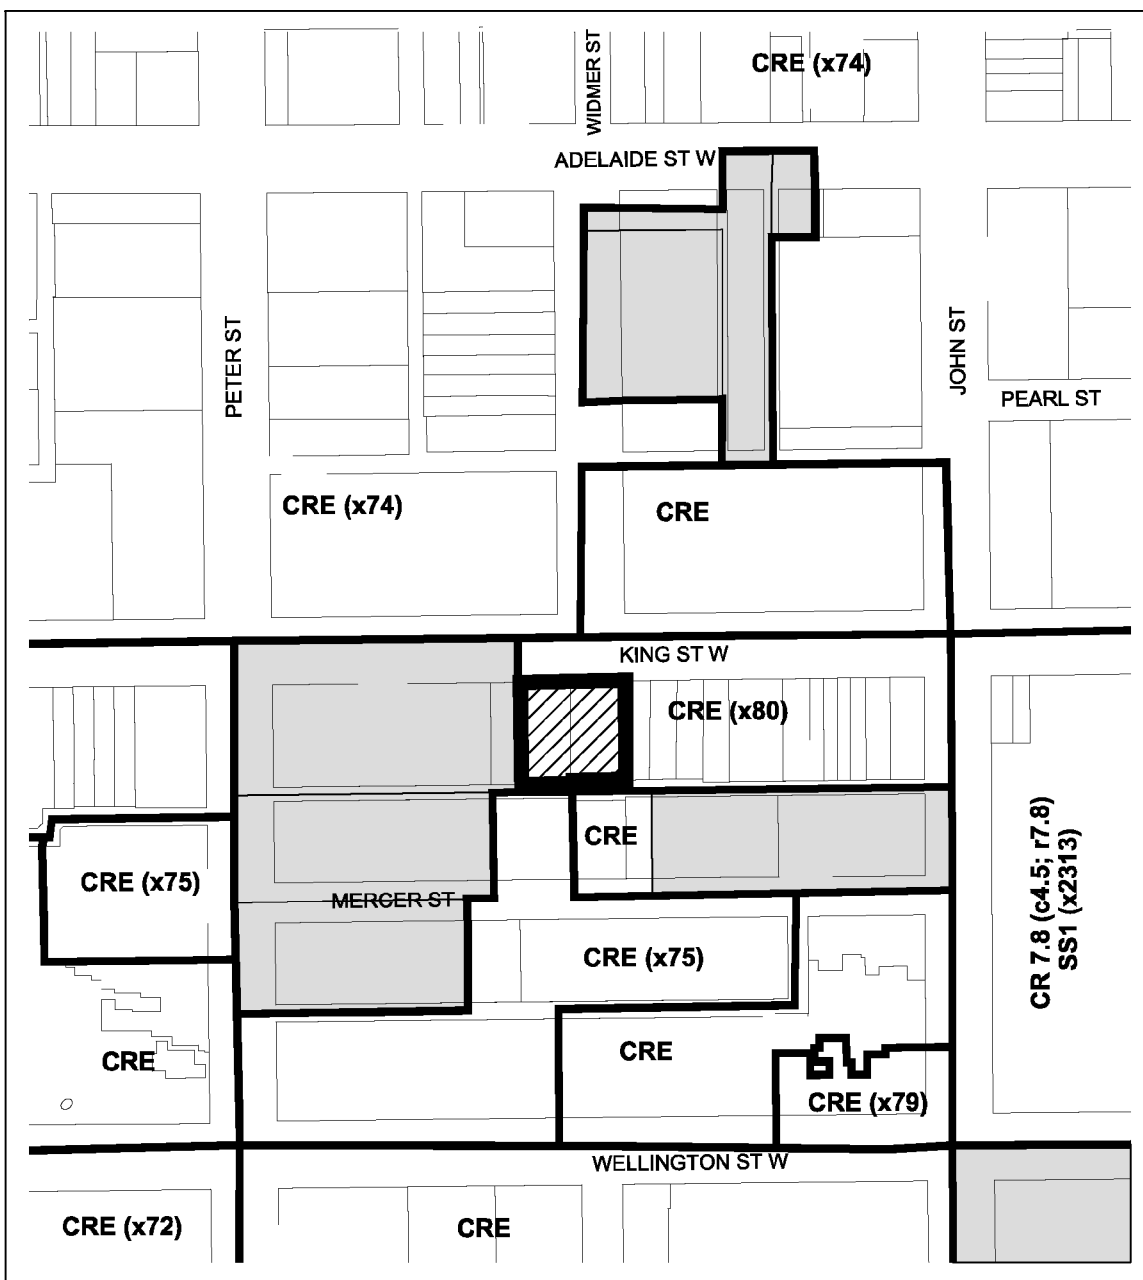 WIDMER ST
CRE (x74)
ADELAIDE ST W
PETER ST
JOHN ST
PEARL ST
CRE (x74)
CRE
KING ST W
CRE (x80)
CRE
CRE (x75)
MERCER ST
CRE (x75)
CR 7.8 (c4.5; r7.8)
SS1 (x2313)
CRE
CRE
CRE (x79)
WELLINGTON ST W
CRE (x72)
CRE